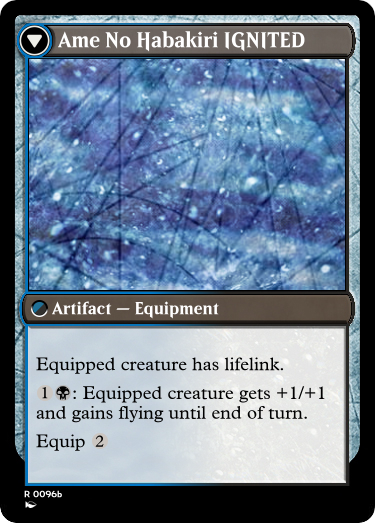 Ame No Habakiri IGNITED
Artifact — Equipment
Equipped creature has lifelink.
1 : Equipped creature gets +1/+1
and gains flying until end of turn.
Equip 2
R 0096b